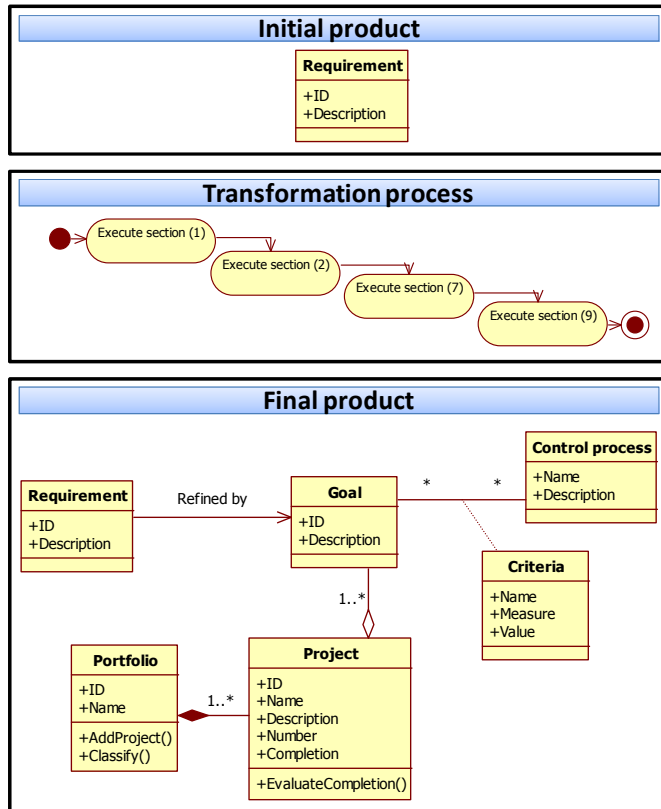 Initial product
Requirement
+ID
+Description
Transformation process
Execute section (1)
Execute section (2)
Execute section (7)
Execute section (9)
Final product
Control process
+Name
+Description
Requirement
+ID
+Description
Refined by
Goal
+ID
+Description
*
*
Criteria
+Name
+Measure
+Value
1..*
Portfolio
+ID
+Name
+AddProject()
+Classify()
1..*
Project
+ID
+Name
+Description
+Number
+Completion
+EvaluateCompletion()